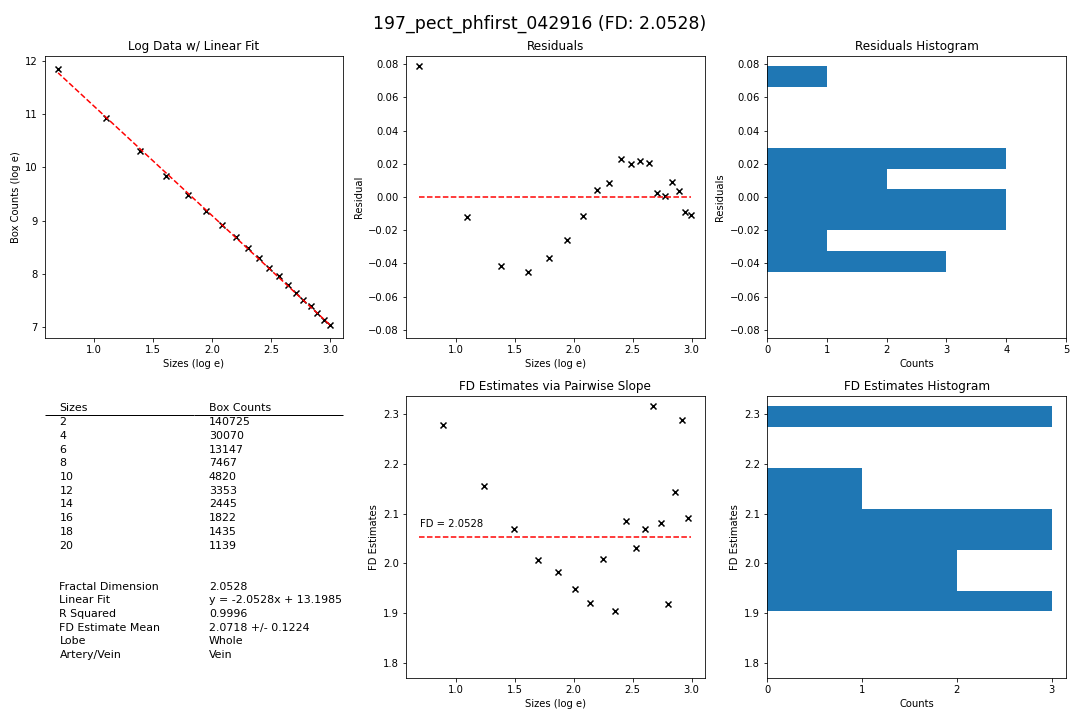 197_pect_phfirst_042916 (FD: 2.0528)
Log Data w/ Linear Fit
12
11
10
9
8
7
Box Counts (log e)
1.0 1.5 2.0 2.5 3.0
Sizes (log e)
Residuals
0.08
0.06
0.04
0.02
0.00
−0.02
−0.04
−0.06
−0.08
Residual
1.0 1.5 2.0 2.5 3.0
Sizes (log e)
Residuals Histogram
0.08
0.06
0.04
0.02
0.00
−0.02
−0.04
−0.06
−0.08
Residuals
0 1 2 3 4 5
Counts
Sizes Box Counts
2 140725
4 30070
6 13147
8 7467
10 4820
12 3353
14 2445
16 1822
18 1435
20 1139
Fractal Dimension 2.0528
Linear Fit y = -2.0528x + 13.1985
R Squared 0.9996
FD Estimate Mean 2.0718 +/- 0.1224
Lobe Whole
Artery/Vein Vein
FD Estimates via Pairwise Slope
2.3
2.2
2.1
2.0
1.9
1.8
FD Estimates
FD = 2.0528
1.0 1.5 2.0 2.5 3.0
Sizes (log e)
FD Estimates Histogram
2.3
2.2
2.1
2.0
1.9
1.8
FD Estimates
0 1 2 3
Counts